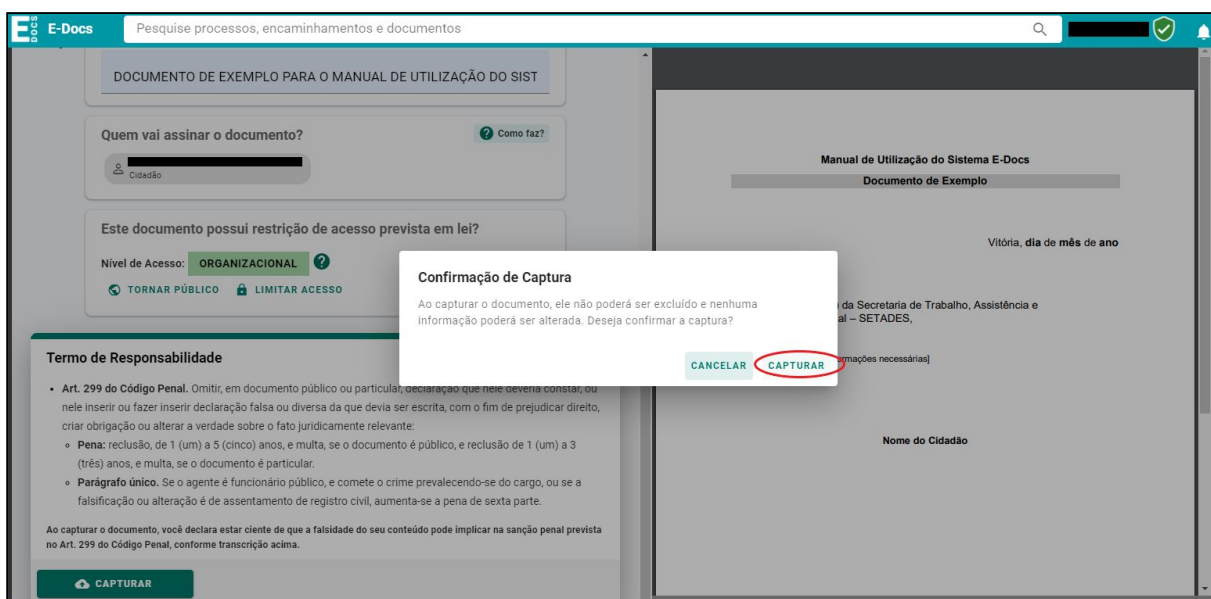 E DOCS
E-Docs
Pesquise processos, encaminhamentos e documentos
DOCUMENTO DE EXEMPLO PARA O MANUAL DE UTILIZAÇÃO DO SIST
Quem vai assinar o documento?
Como faz?
Cidadão
Este documento possui restrição de acesso prevista em lei?
Nível de Acesso: ORGANIZACIONAL
TORNAR PÚBLICO LIMITAR ACESSO
Termo de Responsabilidade
• Art. 299 do Código Penal. Omitir, em documento público ou particular, declaração que nele deveria constar, ou
nele inserir ou fazer inserir declaração falsa ou diversa da que devia ser escrita, com o fim de prejudicar direito,
criar obrigação ou alterar a verdade sobre o fato juridicamente relevante:
Pena: reclusão, de 1 (um) a 5 (cinco) anos, e multa, se o documento é público, e reclusão de 1 (um) a 3
(três) anos, e multa, se o documento é particular.
Parágrafo único. Se o agente é funcionário público, e comete o crime prevalecendo-se do cargo, ou se a
falsificação ou alteração é de assentamento de registro civil, aumenta-se a pena de sexta parte.
Ao capturar o documento, você declara estar ciente de que a falsidade do seu conteúdo pode implicar na sanção penal prevista
no Art. 299 do Código Penal, conforme transcrição acima.
CAPTURAR
Confirmação de Captura
Ao capturar o documento, ele não poderá ser excluído e nenhuma
informação poderá ser alterada. Deseja confirmar a captura?
CANCELAR CAPTURAR
Manual de Utilização do Sistema E-Docs
Documento de Exemplo
Vitória, dia de mês de ano
da Secretaria de Trabalho, Assistência e
al – SETADES,
necessárias]
Nome do Cidadão